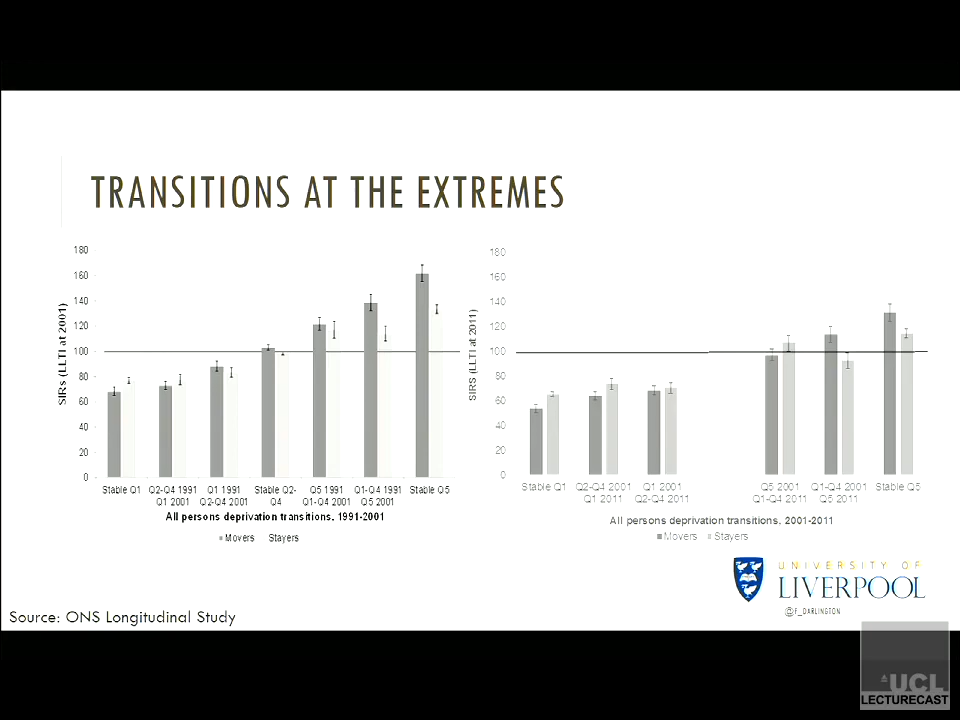 TRANSITIONS AT THE EXTREMES
180
160
140
120
100
80
60
40
20
0
SIRs (LLTI at 2001)
Stable Q1
Q2-Q4 1991
Q1 2001
Q1 1991
Q2-Q4 2001
Stable Q2-
Q4
Q5 1991
Q1-Q4 2001
Q1-Q4 1991
Q5 2001
Stable Q5
All persons deprivation transitions, 1991-2001
Movers Stayers
180
160
140
120
100
80
60
40
20
0
SIRS (LLTI at 2011)
Stable Q1
Q2-Q4 2001
Q1 2011
Q1 2001
Q2-Q4 2011
Q5 2001
Q1-Q4 2011
Q1-Q4 2001
Q5 2011
Stable Q5
All persons deprivation transitions, 2001-2011
Movers Stayers
UNIVERSITY OF
LIVERPOOL
@F_DARLINGTON
Source: ONS Longitudinal Study
UCL
LECTURECAST